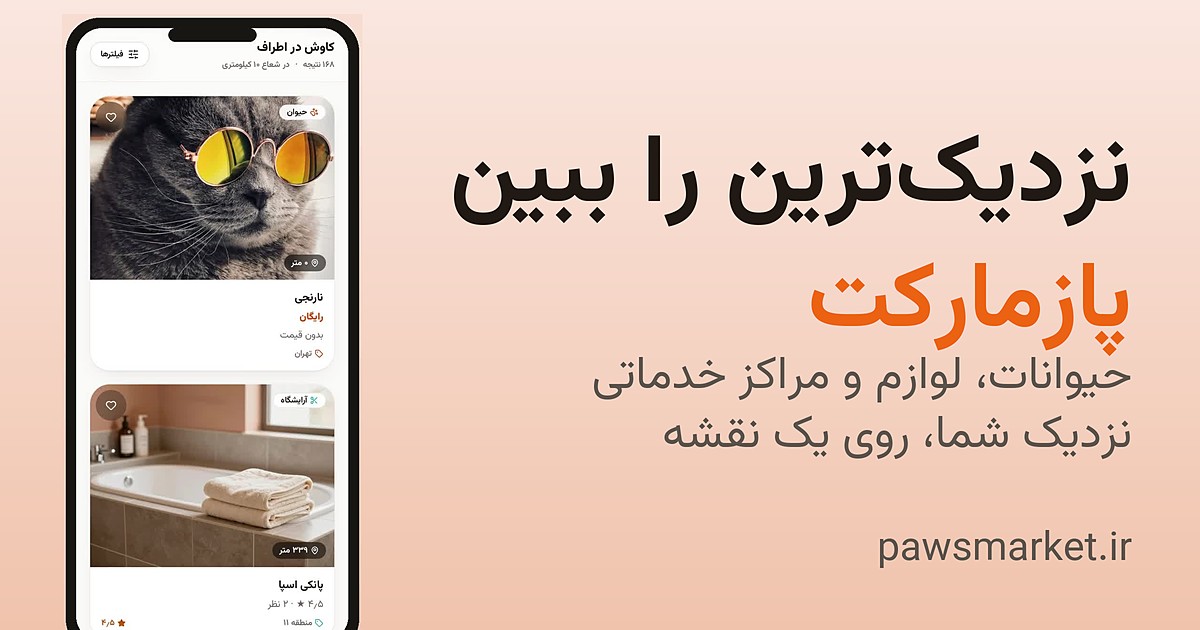 نزدیک‌ترین را ببین
پازمارکت
حیوانات، لوازم و مراکز خدماتی
نزدیک شما، روی یک نقشه
pawsmarket.ir
کاوش در اطراف
۱۶۸ نتیجه · در شعاع ۱۰ کیلومتری
فیلترها
حیوان
۰ متر
نارنجی
رایگان
بدون قیمت
تهران
آرایشگاه
۳۳۹ متر
پانکی اسپا
۴٫۵ ★ · ۲ نظر
منطقه ۱۱
۴٫۵